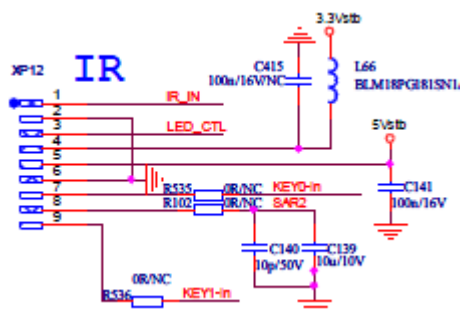 3.3Vstb
C415
100n/16V/NC
L66
BLM18PG181SN1
XP12
IR
1
IR_IN
2
3
LED_CTL
4
5
5Vstb
6
7
R535
0R/NC
KEY0-in
8
R102
0R/NC
SAR2
9
C141
100n/16V
C140
10p/50V
C139
10u/10V
0R/NC
R536
KEY1-in